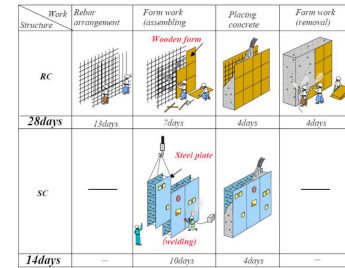 Work
Structure
Rebar
arrangement
Form work
(assembling
Placing
concrete
Form work
(removal)
Wooden form
RC
28days
13days
7days
4days
4days
Steel plate
SC
(welding)
14days
—
10days
4days
—